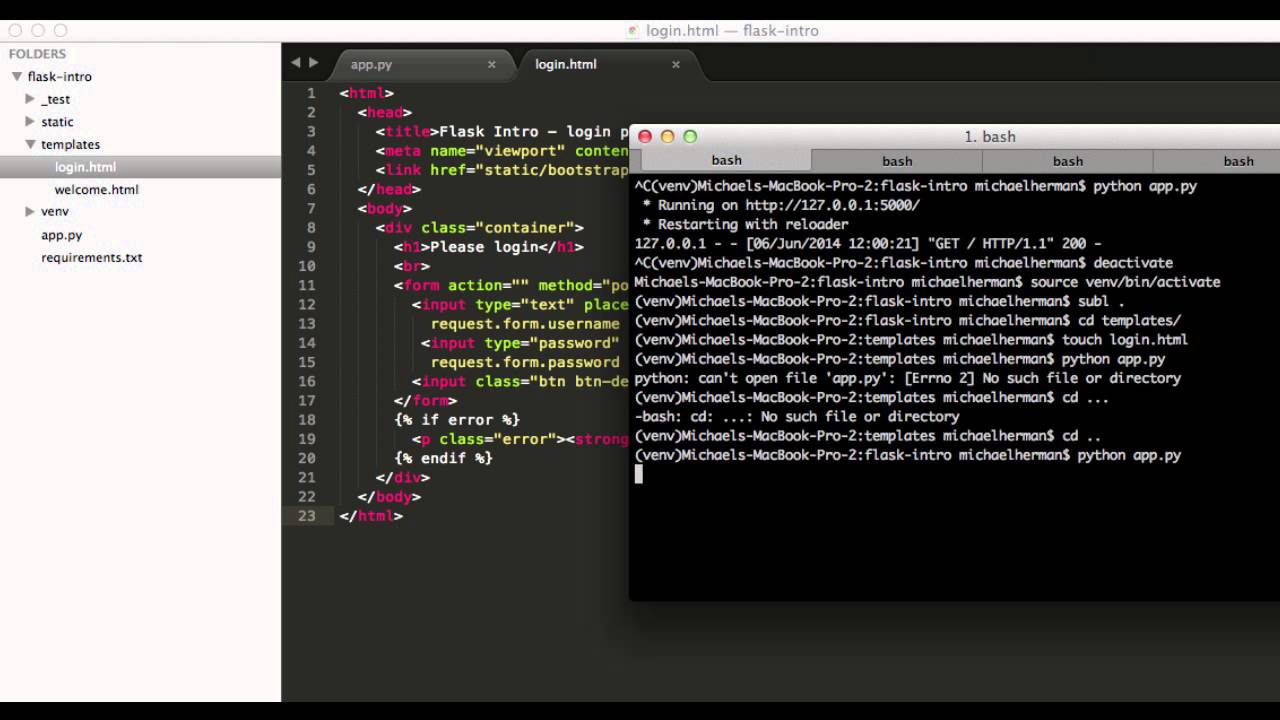 login.html — flask-intro
FOLDERS
flask-intro
_test
static
templates
login.html
welcome.html
venv
app.py
requirements.txt
app.py × login.html ×
1 <html>
2 <head>
3 <title>Flask Intro - login p
4 <meta name="viewport" conten
5 <link href="static/bootstrap
6 </head>
7 <body>
8 <div class="container">
9 <h1>Please login</h1>
10 <br>
11 <form action="" method="po
12 <input type="text" place
13 request.form.username
14 <input type="password"
15 request.form.password
16 <input class="btn btn-de
17 </form>
18 {% if error %}
19 <p class="error"><strong
20 {% endif %}
21 </div>
22 </body>
23 </html>
1. bash
bash bash bash bash
^C(venv)Michaels-MacBook-Pro-2:flask-intro michaelherman$ python app.py
* Running on http://127.0.0.1:5000/
* Restarting with reloader
127.0.0.1 - - [06/Jun/2014 12:00:21] "GET / HTTP/1.1" 200 -
^C(venv)Michaels-MacBook-Pro-2:flask-intro michaelherman$ deactivate
Michaels-MacBook-Pro-2:flask-intro michaelherman$ source venv/bin/activate
(venv)Michaels-MacBook-Pro-2:flask-intro michaelherman$ subl .
(venv)Michaels-MacBook-Pro-2:flask-intro michaelherman$ cd templates/
(venv)Michaels-MacBook-Pro-2:templates michaelherman$ touch login.html
(venv)Michaels-MacBook-Pro-2:templates michaelherman$ python app.py
python: can't open file 'app.py': [Errno 2] No such file or directory
(venv)Michaels-MacBook-Pro-2:templates michaelherman$ cd ...
-bash: cd: ...: No such file or directory
(venv)Michaels-MacBook-Pro-2:templates michaelherman$ cd ..
(venv)Michaels-MacBook-Pro-2:flask-intro michaelherman$ python app.py